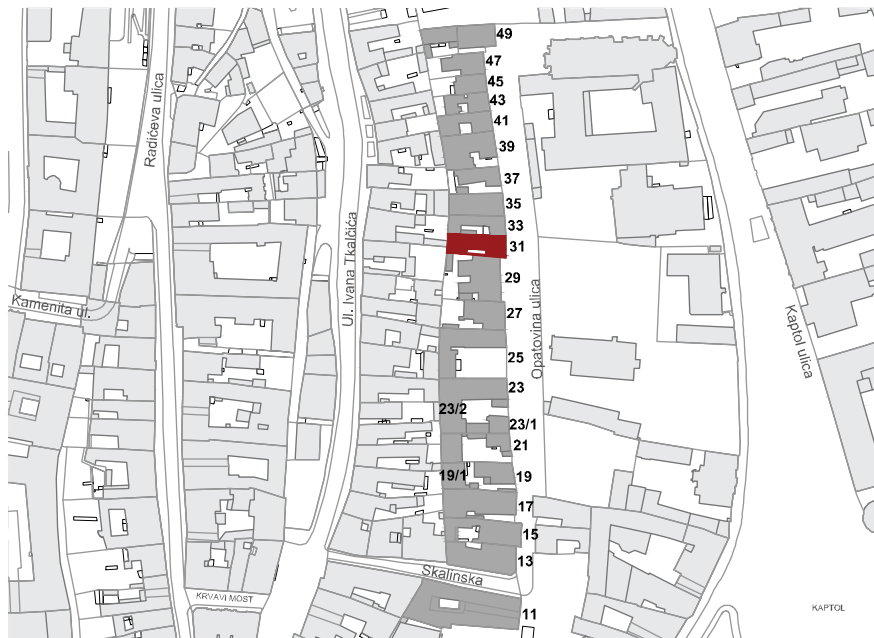 49
47
45
43
41
39
37
35
33
31
29
27
25
23
23/2
23/1
21
19/1
19
17
15
13
11
Radićeva ulica
Ul. Ivana Tkalčića
Opatovina ulica
Kaptol ulica
Kamenita ul.
Skalinska
KRVAVI MOST
KAPTOL